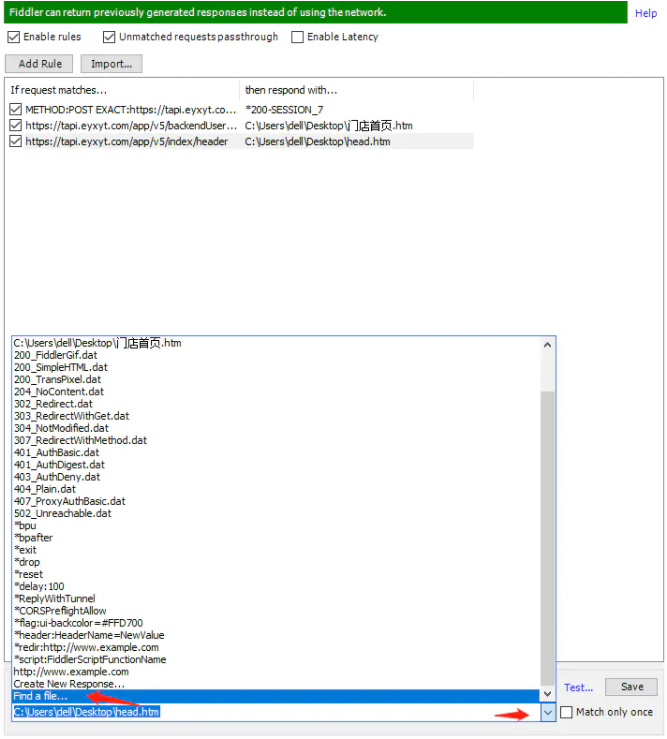 Fiddler can return previously generated responses instead of using the network.
Help
Enable rules Unmatched requests passthrough Enable Latency
Add Rule Import...
If request matches... then respond with...
METHOD:POST EXACT:https://tapi.eyxyt.co... *200-SESSION_7
https://tapi.eyxyt.com/app/v5/backendUser... C:\Users\dell\Desktop\门店首页.htm
https://tapi.eyxyt.com/app/v5/index/header C:\Users\dell\Desktop\head.htm
C:\Users\dell\Desktop\门店首页.htm
200_FiddlerGif.dat
200_SimpleHTML.dat
200_TransPixel.dat
204_NoContent.dat
302_Redirect.dat
303_RedirectWithGet.dat
304_NotModified.dat
307_RedirectWithMethod.dat
401_AuthBasic.dat
401_AuthDigest.dat
403_AuthDeny.dat
404_Plain.dat
407_ProxyAuthBasic.dat
502_Unreachable.dat
*bpu
*bpafter
*exit
*drop
*reset
*delay:100
*ReplyWithTunnel
*CORSPreflightAllow
*flag:ui-backcolor=#FFD700
*header:HeaderName=NewValue
*redir:http://www.example.com
*script:FiddlerScriptFunctionName
http://www.example.com
Create New Response...
Find a file...
Test... Save
C:\Users\dell\Desktop\head.htm
Match only once